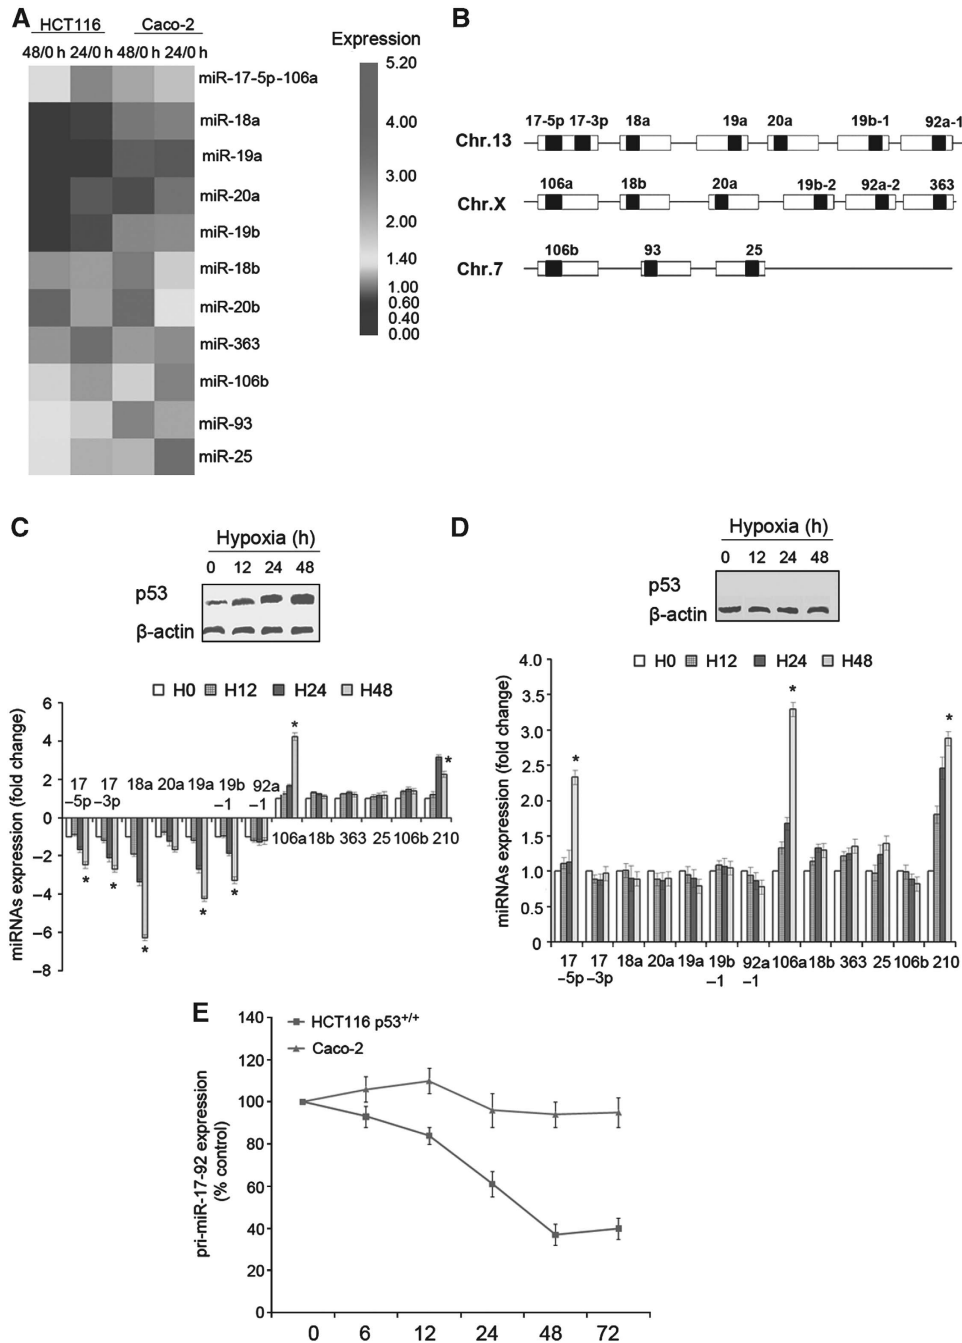 A
HCT116 Caco-2
48/0 h 24/0 h 48/0 h 24/0 h
miR-17-5p-106a
miR-18a
miR-19a
miR-20a
miR-19b
miR-18b
miR-20b
miR-363
miR-106b
miR-93
miR-25
Expression
5.20
4.00
3.00
2.00
1.40
1.00
0.60
0.40
0.00
B
17-5p 17-3p 18a 19a 20a 19b-1 92a-1
Chr.13
106a 18b 20a 19b-2 92a-2 363
Chr.X
106b 93 25
Chr.7
C
Hypoxia (h)
0 12 24 48
p53
β-actin
H0 H12 H24 H48
miRNAs expression (fold change)
6
4
2
0
−2
−4
−6
−8
17 17 18a 20a 19a 19b 92a
−5p −3p −1 −1
106a 18b 363 25 106b 210
* * * * * * *
D
Hypoxia (h)
0 12 24 48
p53
β-actin
H0 H12 H24 H48
miRNAs expression (fold change)
4.0
3.5
3.0
2.5
2.0
1.5
1.0
0.5
0
* * *
17 17 18a 20a 19a 19b 92a 106a 18b 363 25 106b 210
−5p −3p −1 −1
E
HCT116 p53+/+
Caco-2
pri-miR-17-92 expression
(% control)
140
120
100
80
60
40
20
0
0 6 12 24 48 72